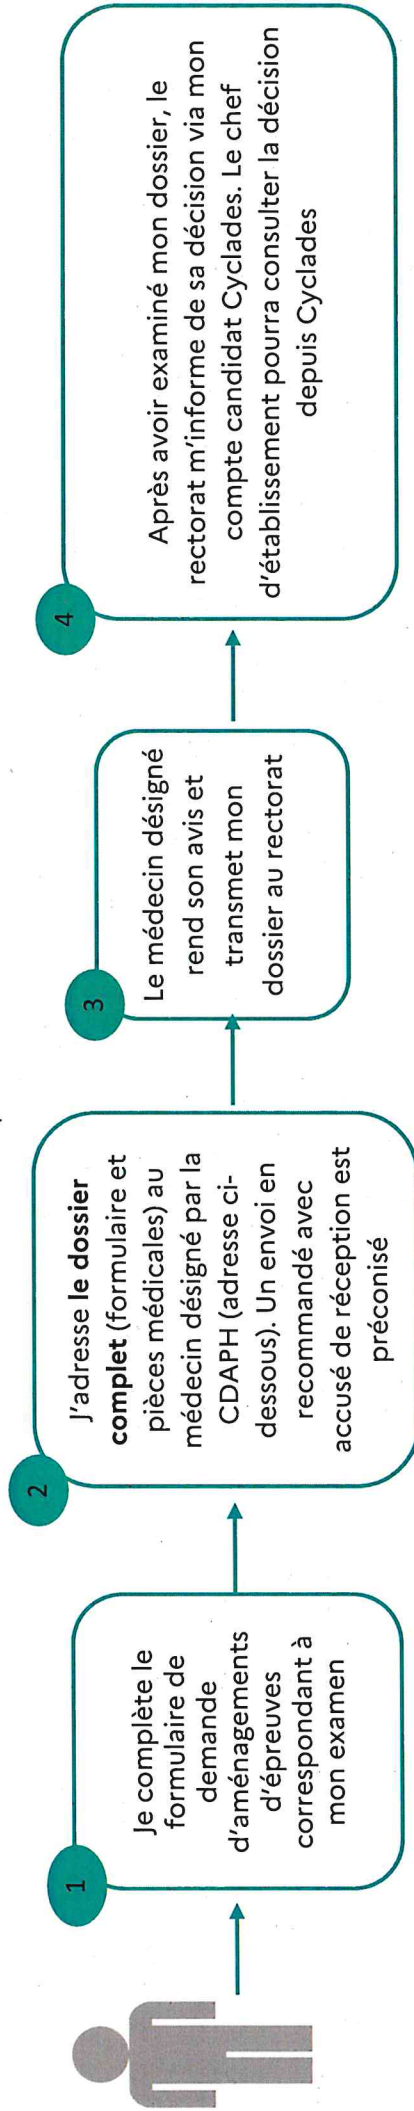 1
Je complète le
formulaire de
demande
d'aménagements
d'épreuves
correspondant à
mon examen
2
J'adresse le dossier
complet (formulaire et
pièces médicales) au
médecin désigné par la
CDAPH (adresse ci-
dessous). Un envoi en
recommandé avec
accusé de réception est
préconisé
3
Le médecin désigné
rend son avis et
transmet mon
dossier au rectorat
4
Après avoir examiné mon dossier, le
rectorat m'informe de sa décision via mon
compte candidat Cyclades. Le chef
d'établissement pourra consulter la décision
depuis Cyclades